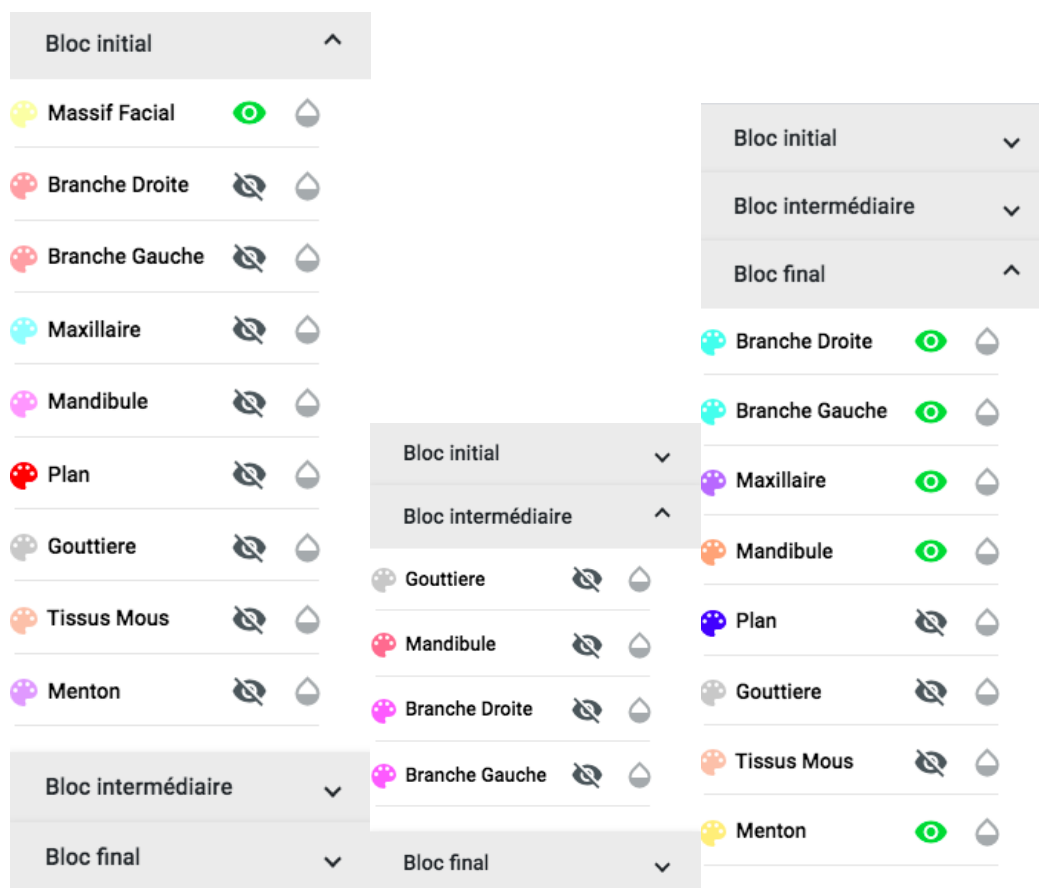 Bloc initial
Massif Facial
Branche Droite
Branche Gauche
Maxillaire
Mandibule
Plan
Gouttiere
Tissus Mous
Menton
Bloc intermédiaire
Bloc final
Bloc initial
Bloc intermédiaire
Gouttiere
Mandibule
Branche Droite
Branche Gauche
Bloc final
Bloc initial
Bloc intermédiaire
Bloc final
Branche Droite
Branche Gauche
Maxillaire
Mandibule
Plan
Gouttiere
Tissus Mous
Menton